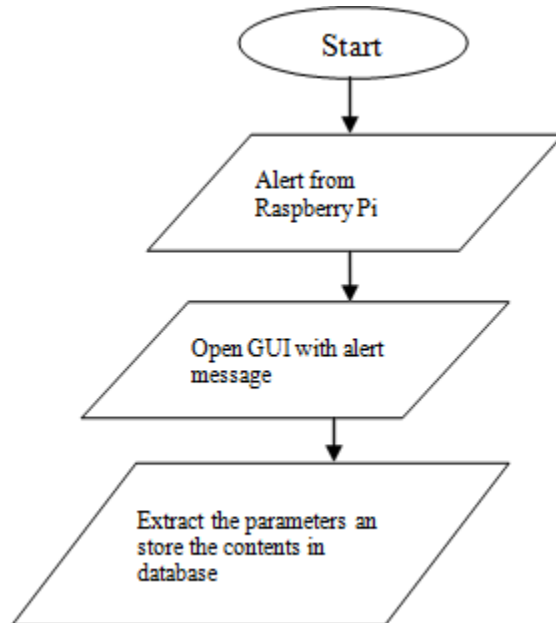 Start
Alert from
Raspberry Pi
Open GUI with alert
message
Extract the parameters an
store the contents in
database